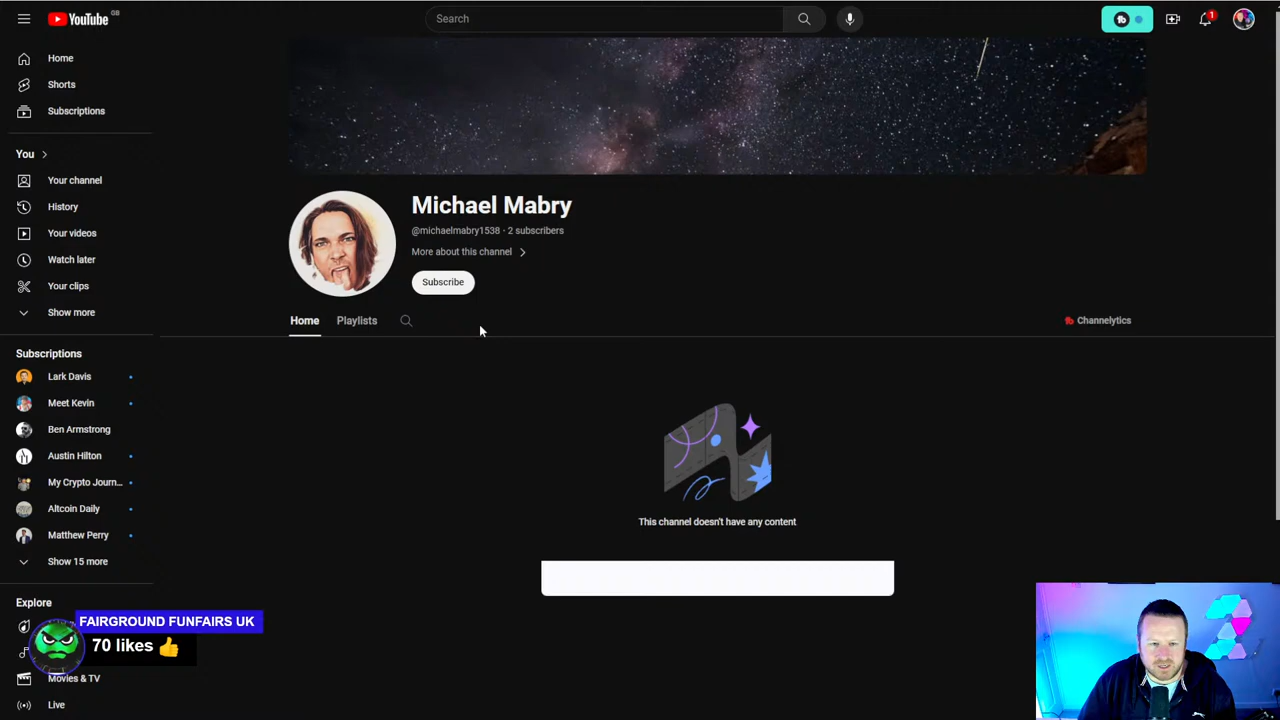 YouTube GB
Search
1
Home
Shorts
Subscriptions
You
Your channel
History
Your videos
Watch later
Your clips
Show more
Subscriptions
Lark Davis
Meet Kevin
Ben Armstrong
Austin Hilton
My Crypto Journ...
Altcoin Daily
Matthew Perry
Show 15 more
Explore
Movies & TV
Live
Michael Mabry
@michaelmabry1538 · 2 subscribers
More about this channel
Subscribe
Home Playlists
Channelytics
This channel doesn't have any content
FAIRGROUND FUNFAIRS UK
70 likes 👍